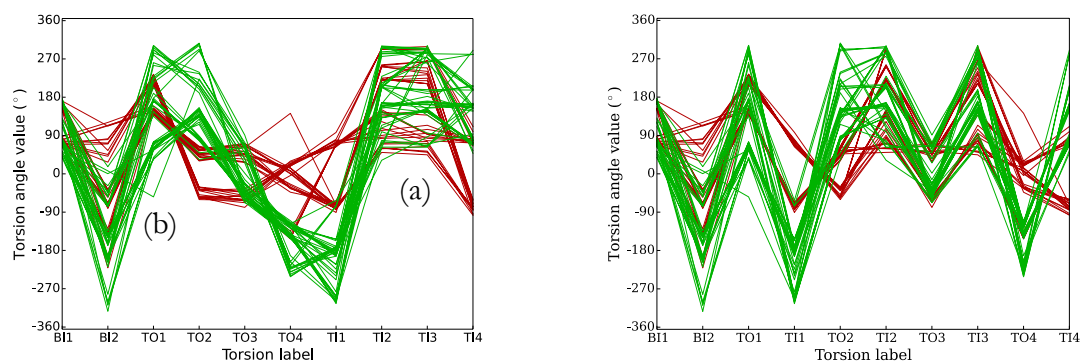 360
270
180
90
0
-90
-180
-270
-360
Torsion angle value (°)
(a)
(b)
BI1 BI2 TO1 TO2 TO3 TO4 TI1 TI2 TI3 TI4
Torsion label
360
270
180
90
0
-90
-180
-270
-360
Torsion angle value (°)
BI1 BI2 TO1 TI1 TO2 TI2 TO3 TI3 TO4 TI4
Torsion label